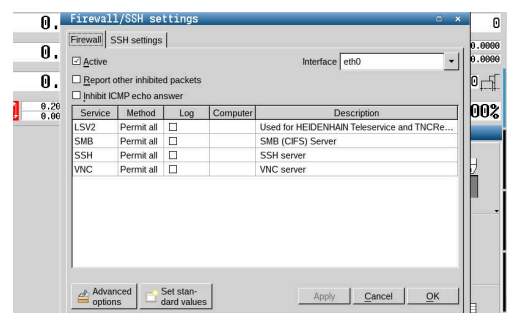 Firewall/SSH settings
0.
0
Firewall SSH settings
0.
0.0000
0.0000
Active Interface eth0
0.
0
Report other inhibited packets
Inhibit ICMP echo answer
0.20
0.00
00%
Service Method Log Computer Description
LSV2 Permit all Used for HEIDENHAIN Teleservice and TNCRe...
SMB Permit all SMB (CIFS) Server
SSH Permit all SSH server
VNC Permit all VNC server
Advanced options
Set stan-
dard values
Apply Cancel OK